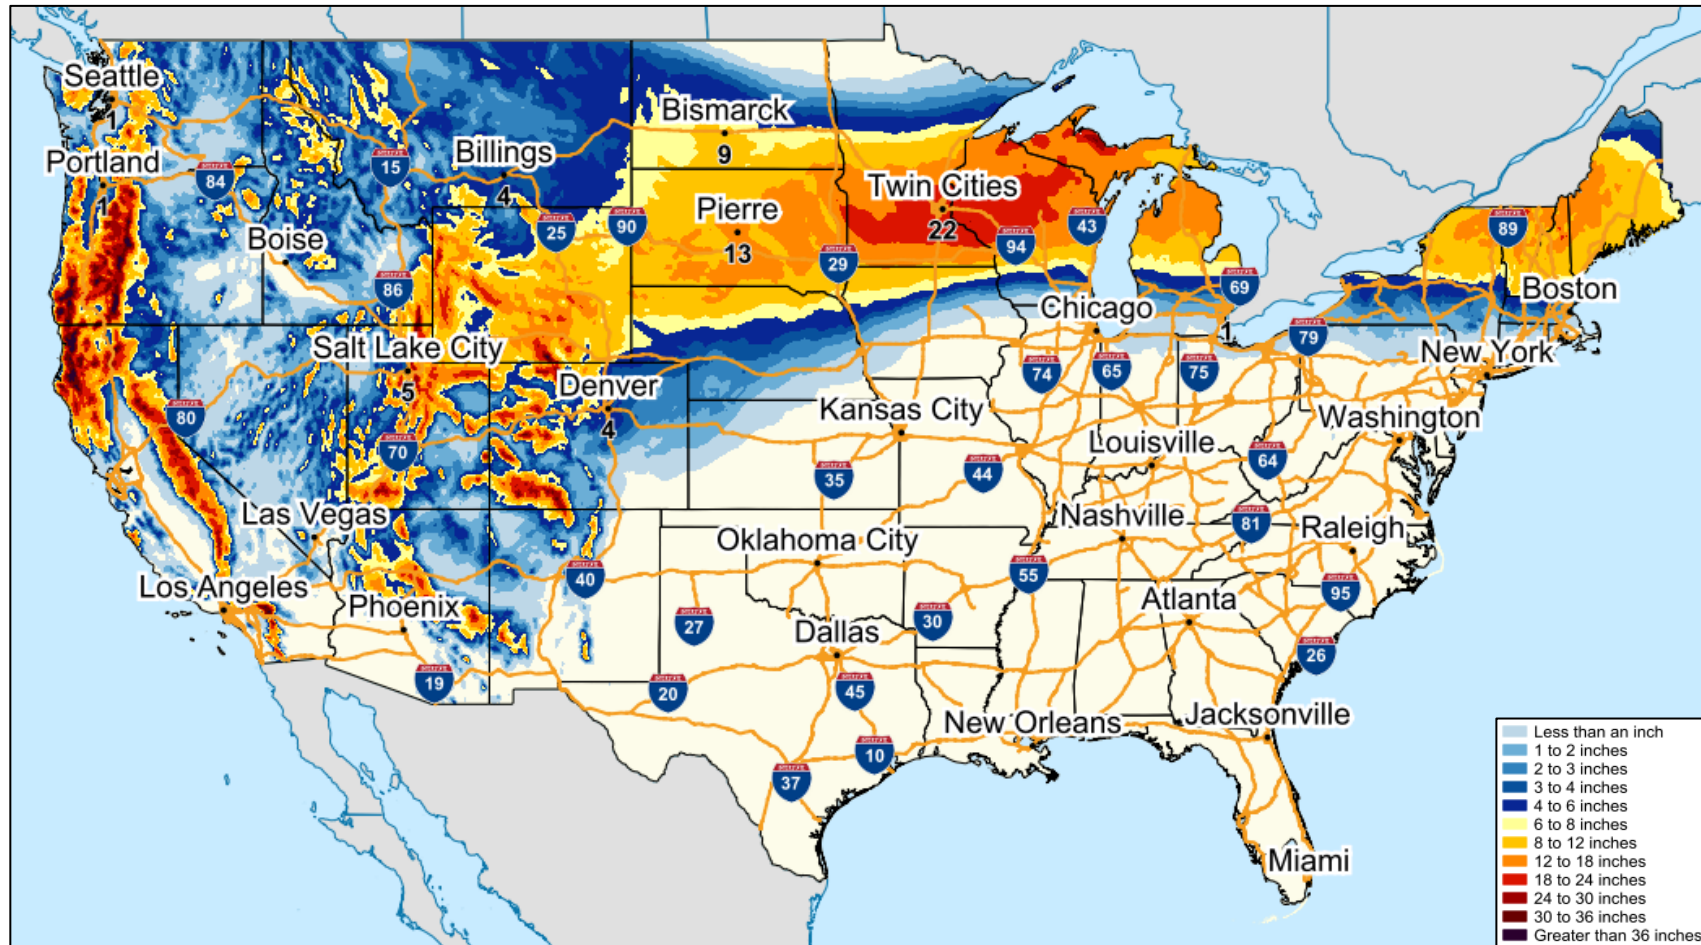 Seattle
1
Portland
1
84
15
Billings
4
Bismarck
9
Twin Cities
22
Pierre
13
Boise
25
90
29
94
43
89
86
69
Boston
Chicago
1
79
Salt Lake City
5
New York
Denver
4
74
65
75
80
Kansas City
Washington
70
Louisville
64
35
44
Las Vegas
Nashville
81
Raleigh
Oklahoma City
Los Angeles
40
55
Phoenix
95
Atlanta
27
30
Dallas
26
19
20
45
New Orleans
Jacksonville
10
37
Miami
Less than an inch
1 to 2 inches
2 to 3 inches
3 to 4 inches
4 to 6 inches
6 to 8 inches
8 to 12 inches
12 to 18 inches
18 to 24 inches
24 to 30 inches
30 to 36 inches
Greater than 36 inches